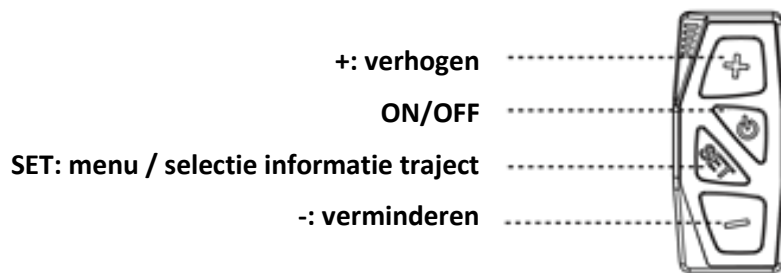 +: verhogen
ON/OFF
SET: menu / selectie informatie traject
-: verminderen
+
SET
-